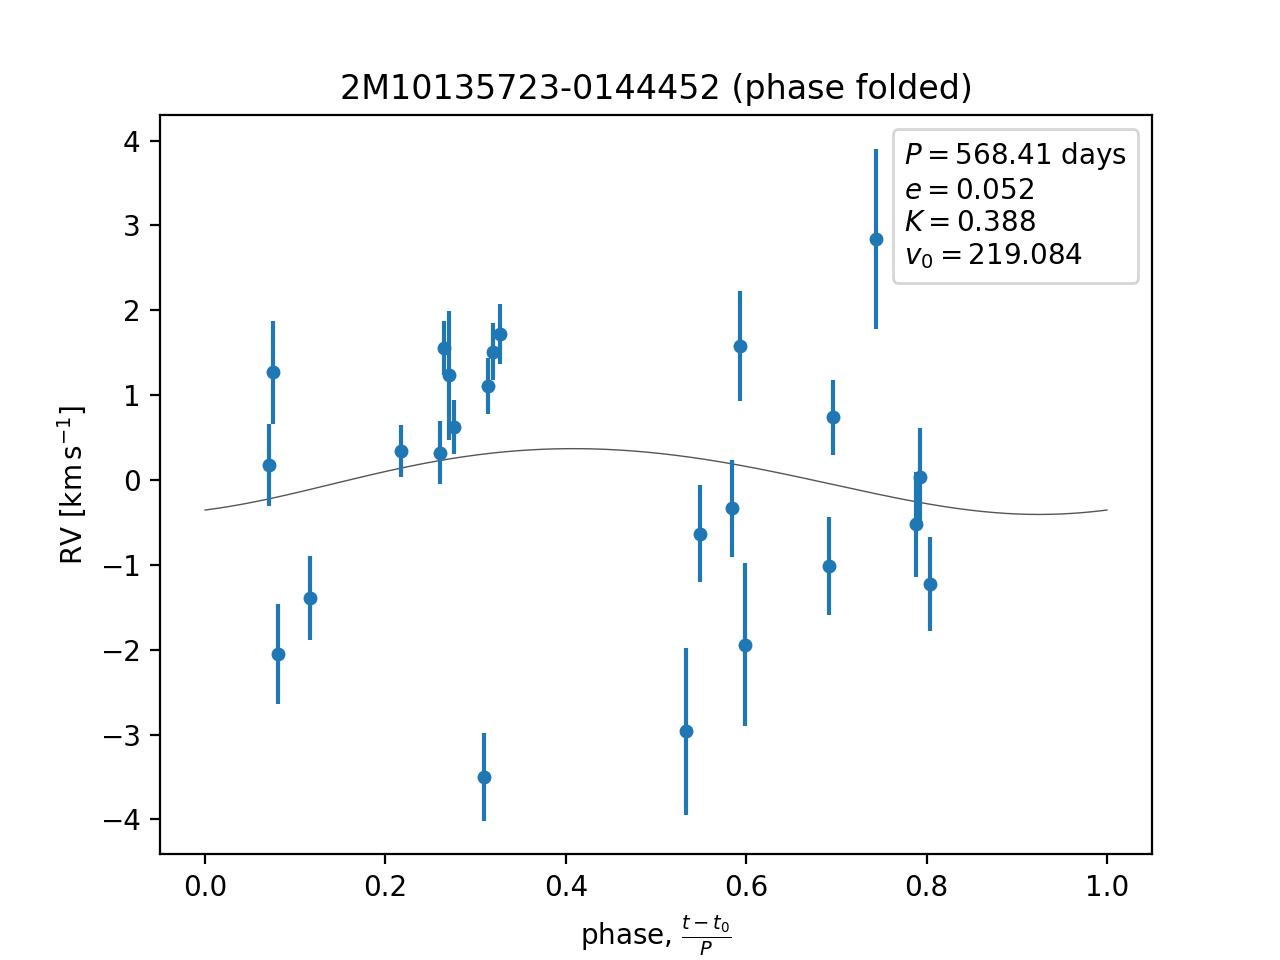 2M10135723-0144452 (phase folded)
P = 568.41 days
e = 0.052
K = 0.388
v₀ = 219.084
4
3
2
1
0
−1
−2
−3
−4
RV [km s⁻¹]
0.0 0.2 0.4 0.6 0.8 1.0
phase, (t − t₀)/P